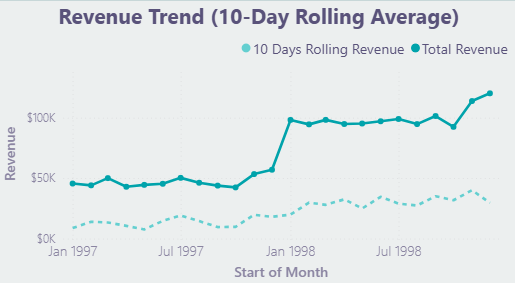 Revenue Trend (10-Day Rolling Average)
10 Days Rolling Revenue Total Revenue
$100K
$50K
$0K
Revenue
Jan 1997 Jul 1997 Jan 1998 Jul 1998
Start of Month